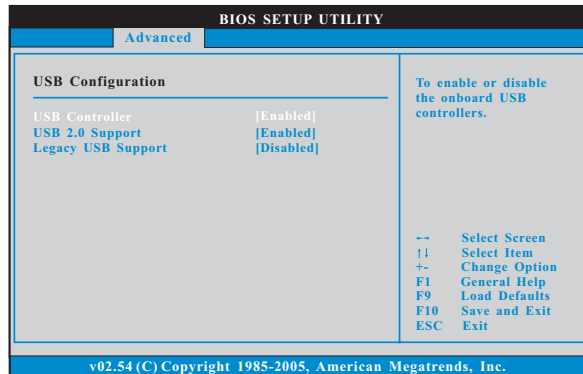 BIOS SETUP UTILITY
Advanced
USB Configuration
USB Controller [Enabled]
USB 2.0 Support [Enabled]
Legacy USB Support [Disabled]
To enable or disable
the onboard USB
controllers.
←→ Select Screen
↑↓ Select Item
+- Change Option
F1 General Help
F9 Load Defaults
F10 Save and Exit
ESC Exit
v02.54 (C) Copyright 1985-2005, American Megatrends, Inc.